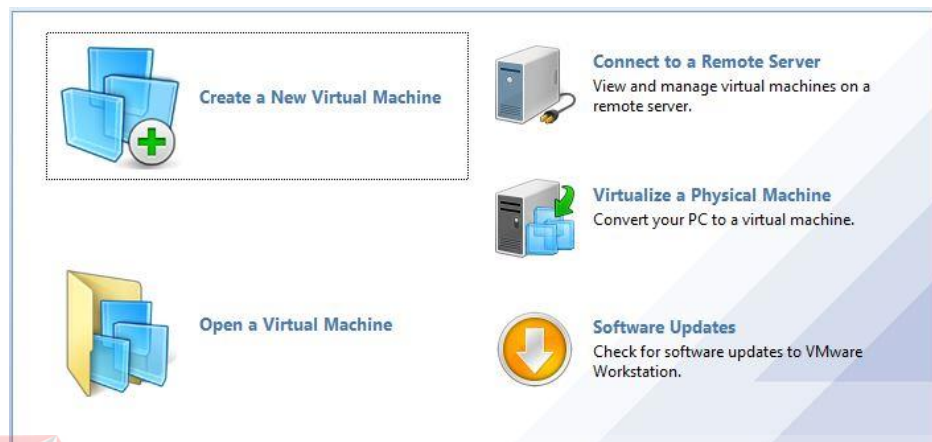 Create a New Virtual Machine
Open a Virtual Machine
Connect to a Remote Server
View and manage virtual machines on a
remote server.
Virtualize a Physical Machine
Convert your PC to a virtual machine.
Software Updates
Check for software updates to VMware
Workstation.